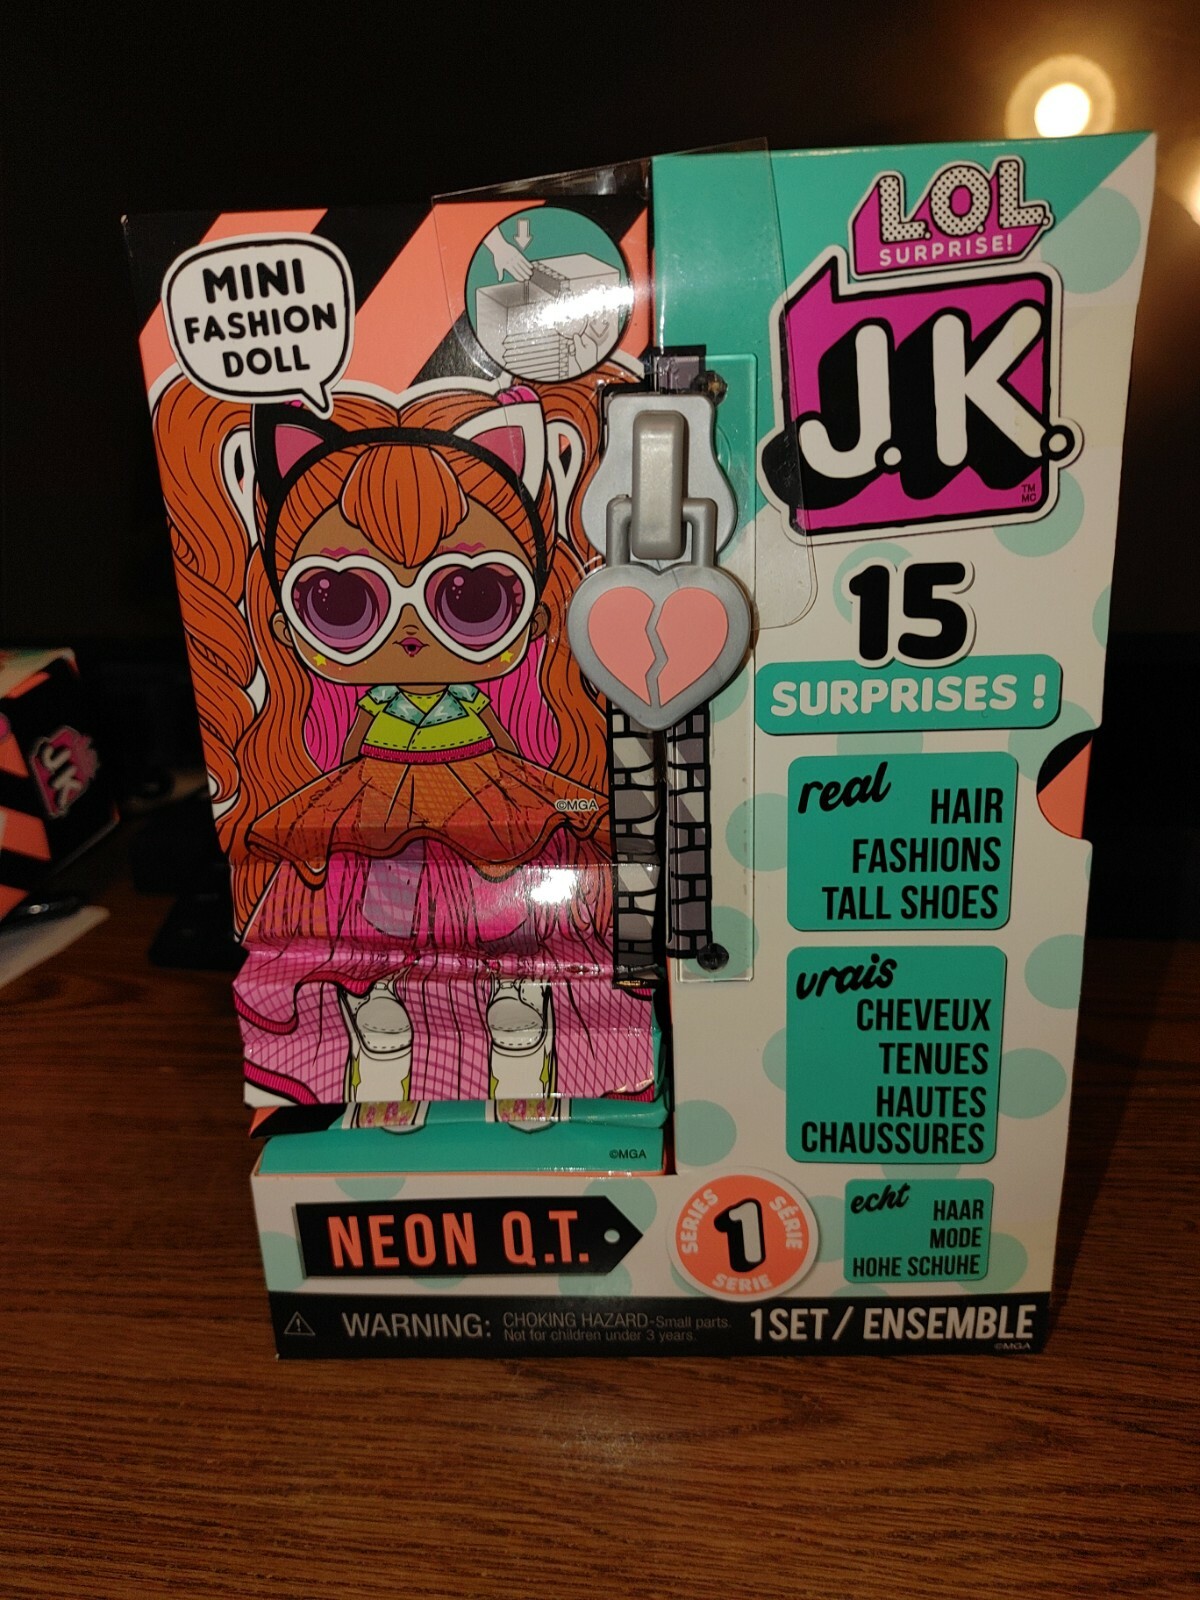 MINI
FASHION
DOLL
L.O.L.
SURPRISE!
J.K.
TM
MC
15
SURPRISES!
real HAIR
FASHIONS
TALL SHOES
©MGA
vrais
CHEVEUX
TENUES
HAUTES
CHAUSSURES
©MGA
echt HAAR
MODE
HOHE SCHUHE
NEON Q.T.
SERIES 1 SÉRIE
SERIE
WARNING: CHOKING HAZARD-Small parts.
Not for children under 3 years.
1 SET / ENSEMBLE
©MGA
J.K.